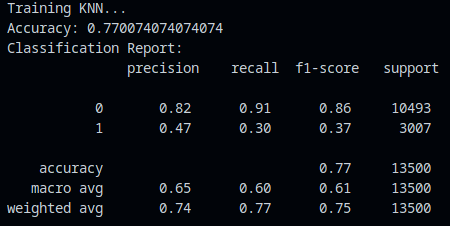 Training KNN...
Accuracy: 0.770074074074074
Classification Report:
precision recall f1-score support
0 0.82 0.91 0.86 10493
1 0.47 0.30 0.37 3007
accuracy 0.77 13500
macro avg 0.65 0.60 0.61 13500
weighted avg 0.74 0.77 0.75 13500